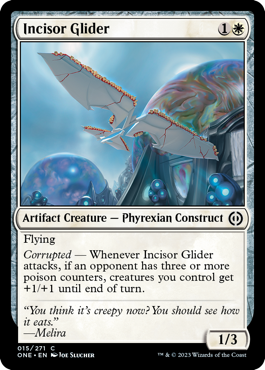 Incisor Glider 1
Artifact Creature — Phyrexian Construct
Flying
Corrupted — Whenever Incisor Glider
attacks, if an opponent has three or more
poison counters, creatures you control get
+1/+1 until end of turn.
“You think it’s creepy now? You should see how
it eats.”
—Melira
1/3
015/271 C
ONE • EN Joe Slucher
™ & © 2023 Wizards of the Coast